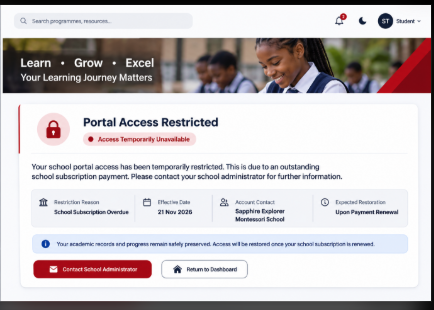 Search programmes, resources...
ST Student
Learn • Grow • Excel
Your Learning Journey Matters
Portal Access Restricted
Access Temporarily Unavailable
Your school portal access has been temporarily restricted. This is due to an outstanding
school subscription payment. Please contact your school administrator for further information.
Restriction Reason
School Subscription Overdue
Effective Date
21 Nov 2026
Account Contact
Sapphire Explorer
Montessori School
Expected Restoration
Upon Payment Renewal
Your academic records and progress remain safely preserved. Access will be restored once your school subscription is renewed.
Contact School Administrator
Return to Dashboard